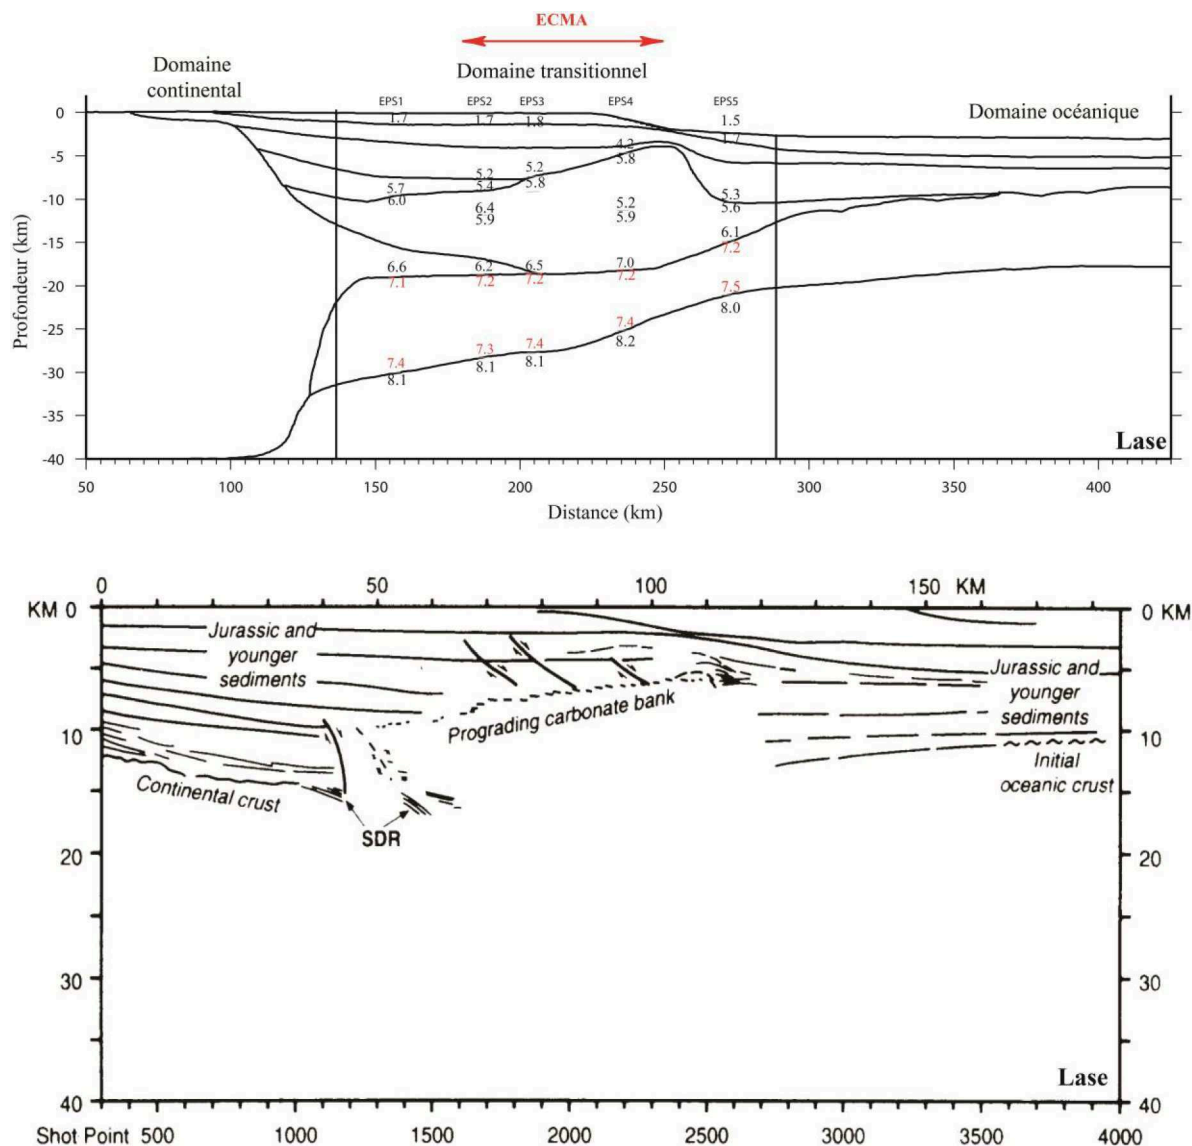 ECMA
Domaine
continental
Domaine transitionnel
Domaine océanique
EPS1 EPS2 EPS3 EPS4 EPS5
1.7 1.7 1.8 1.5
1.7
4.2
5.8
5.2 5.2
5.7 5.4 5.8
6.0
5.3
5.6
6.4 5.2
5.9 5.9
6.1
7.2
6.6 6.2 6.5 7.0
7.1 7.2 7.2 7.2
7.5
8.0
7.4
8.2
7.4 7.3 7.4
8.1 8.1 8.1
0
-5
-10
-15
-20
-25
-30
-35
-40
Profondeur (km)
Lase
50 100 150 200 250 300 350 400
Distance (km)
0 50 100 150 KM
KM 0 0 KM
Jurassic and
younger
sediments
Jurassic and
younger
sediments
Prograding carbonate bank
10 10
Initial
oceanic crust
Continental crust
SDR
20 20
30 30
Lase
40 40
Shot Point 500 1000 1500 2000 2500 3000 3500 4000